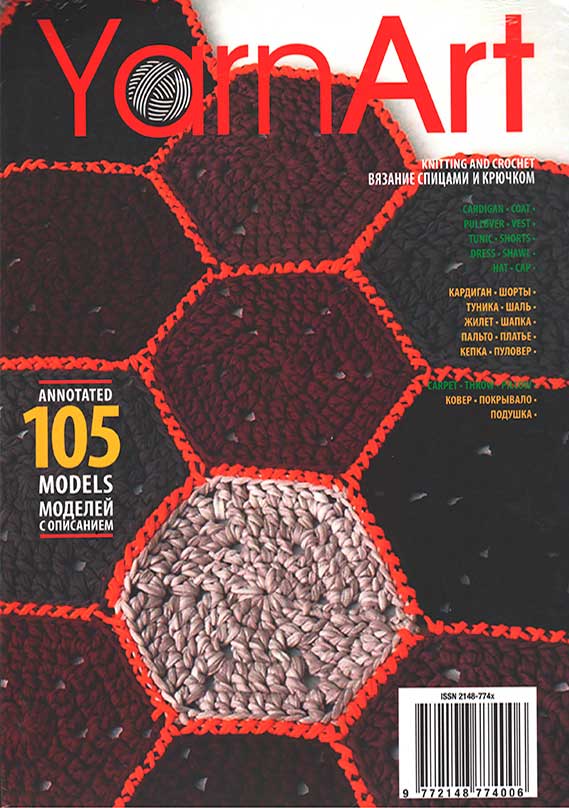 YarnArt
KNITTING AND CROCHET
ВЯЗАНИЕ СПИЦАМИ И КРЮЧКОМ
CARDIGAN • COAT •
PULLOVER • VEST •
TUNIC • SHORTS •
DRESS • SHAWL •
HAT • CAP •
КАРДИГАН • ШОРТЫ •
ТУНИКА • ШАЛЬ •
ЖИЛЕТ • ШАПКА •
ПАЛЬТО • ПЛАТЬЕ •
КЕПКА • ПУЛОВЕР •
CARPET • THROW • PILLOW •
КОВЕР • ПОКРЫВАЛО •
ПОДУШКА •
ANNOTATED
105
MODELS
МОДЕЛЕЙ
С ОПИСАНИЕМ
ISSN 2148-774x
9 772148 774006